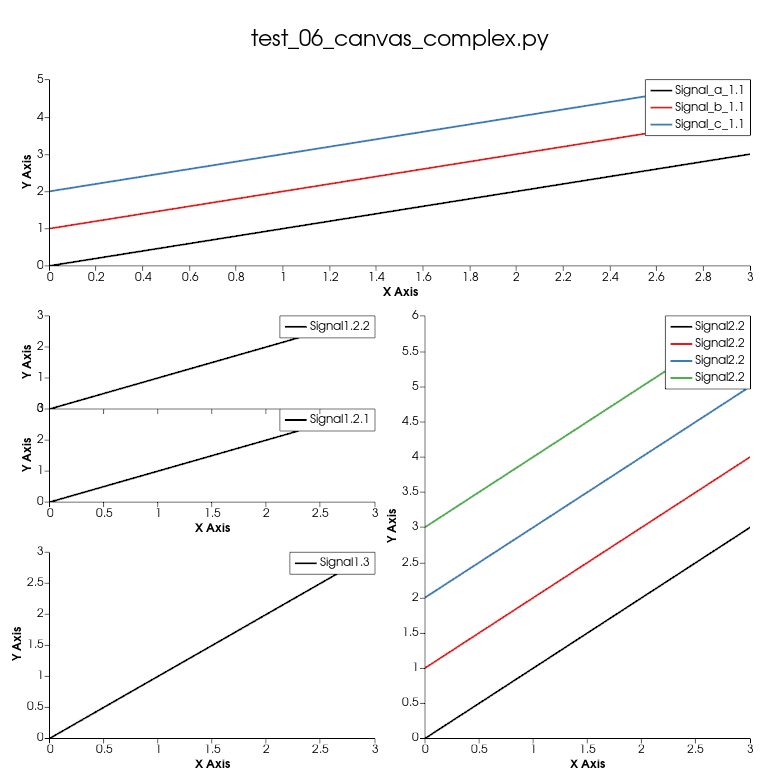 test_06_canvas_complex.py
5
4
3
2
1
0
Y Axis
Signal_a_1.1
Signal_b_1.1
Signal_c_1.1
0 0.2 0.4 0.6 0.8 1 1.2 1.4 1.6 1.8 2 2.2 2.4 2.6 2.8 3
X Axis
3
2
1
Y Axis
Signal1.2.2
3
2
1
0
Y Axis
Signal1.2.1
0 0.5 1 1.5 2 2.5 3
X Axis
3
2.5
2
1.5
1
0.5
0
Y Axis
Signal1.3
0 0.5 1 1.5 2 2.5 3
X Axis
6
5.5
5
4.5
4
3.5
3
2.5
2
1.5
1
0.5
0
Y Axis
Signal2.2
Signal2.2
Signal2.2
Signal2.2
0 0.5 1 1.5 2 2.5 3
X Axis